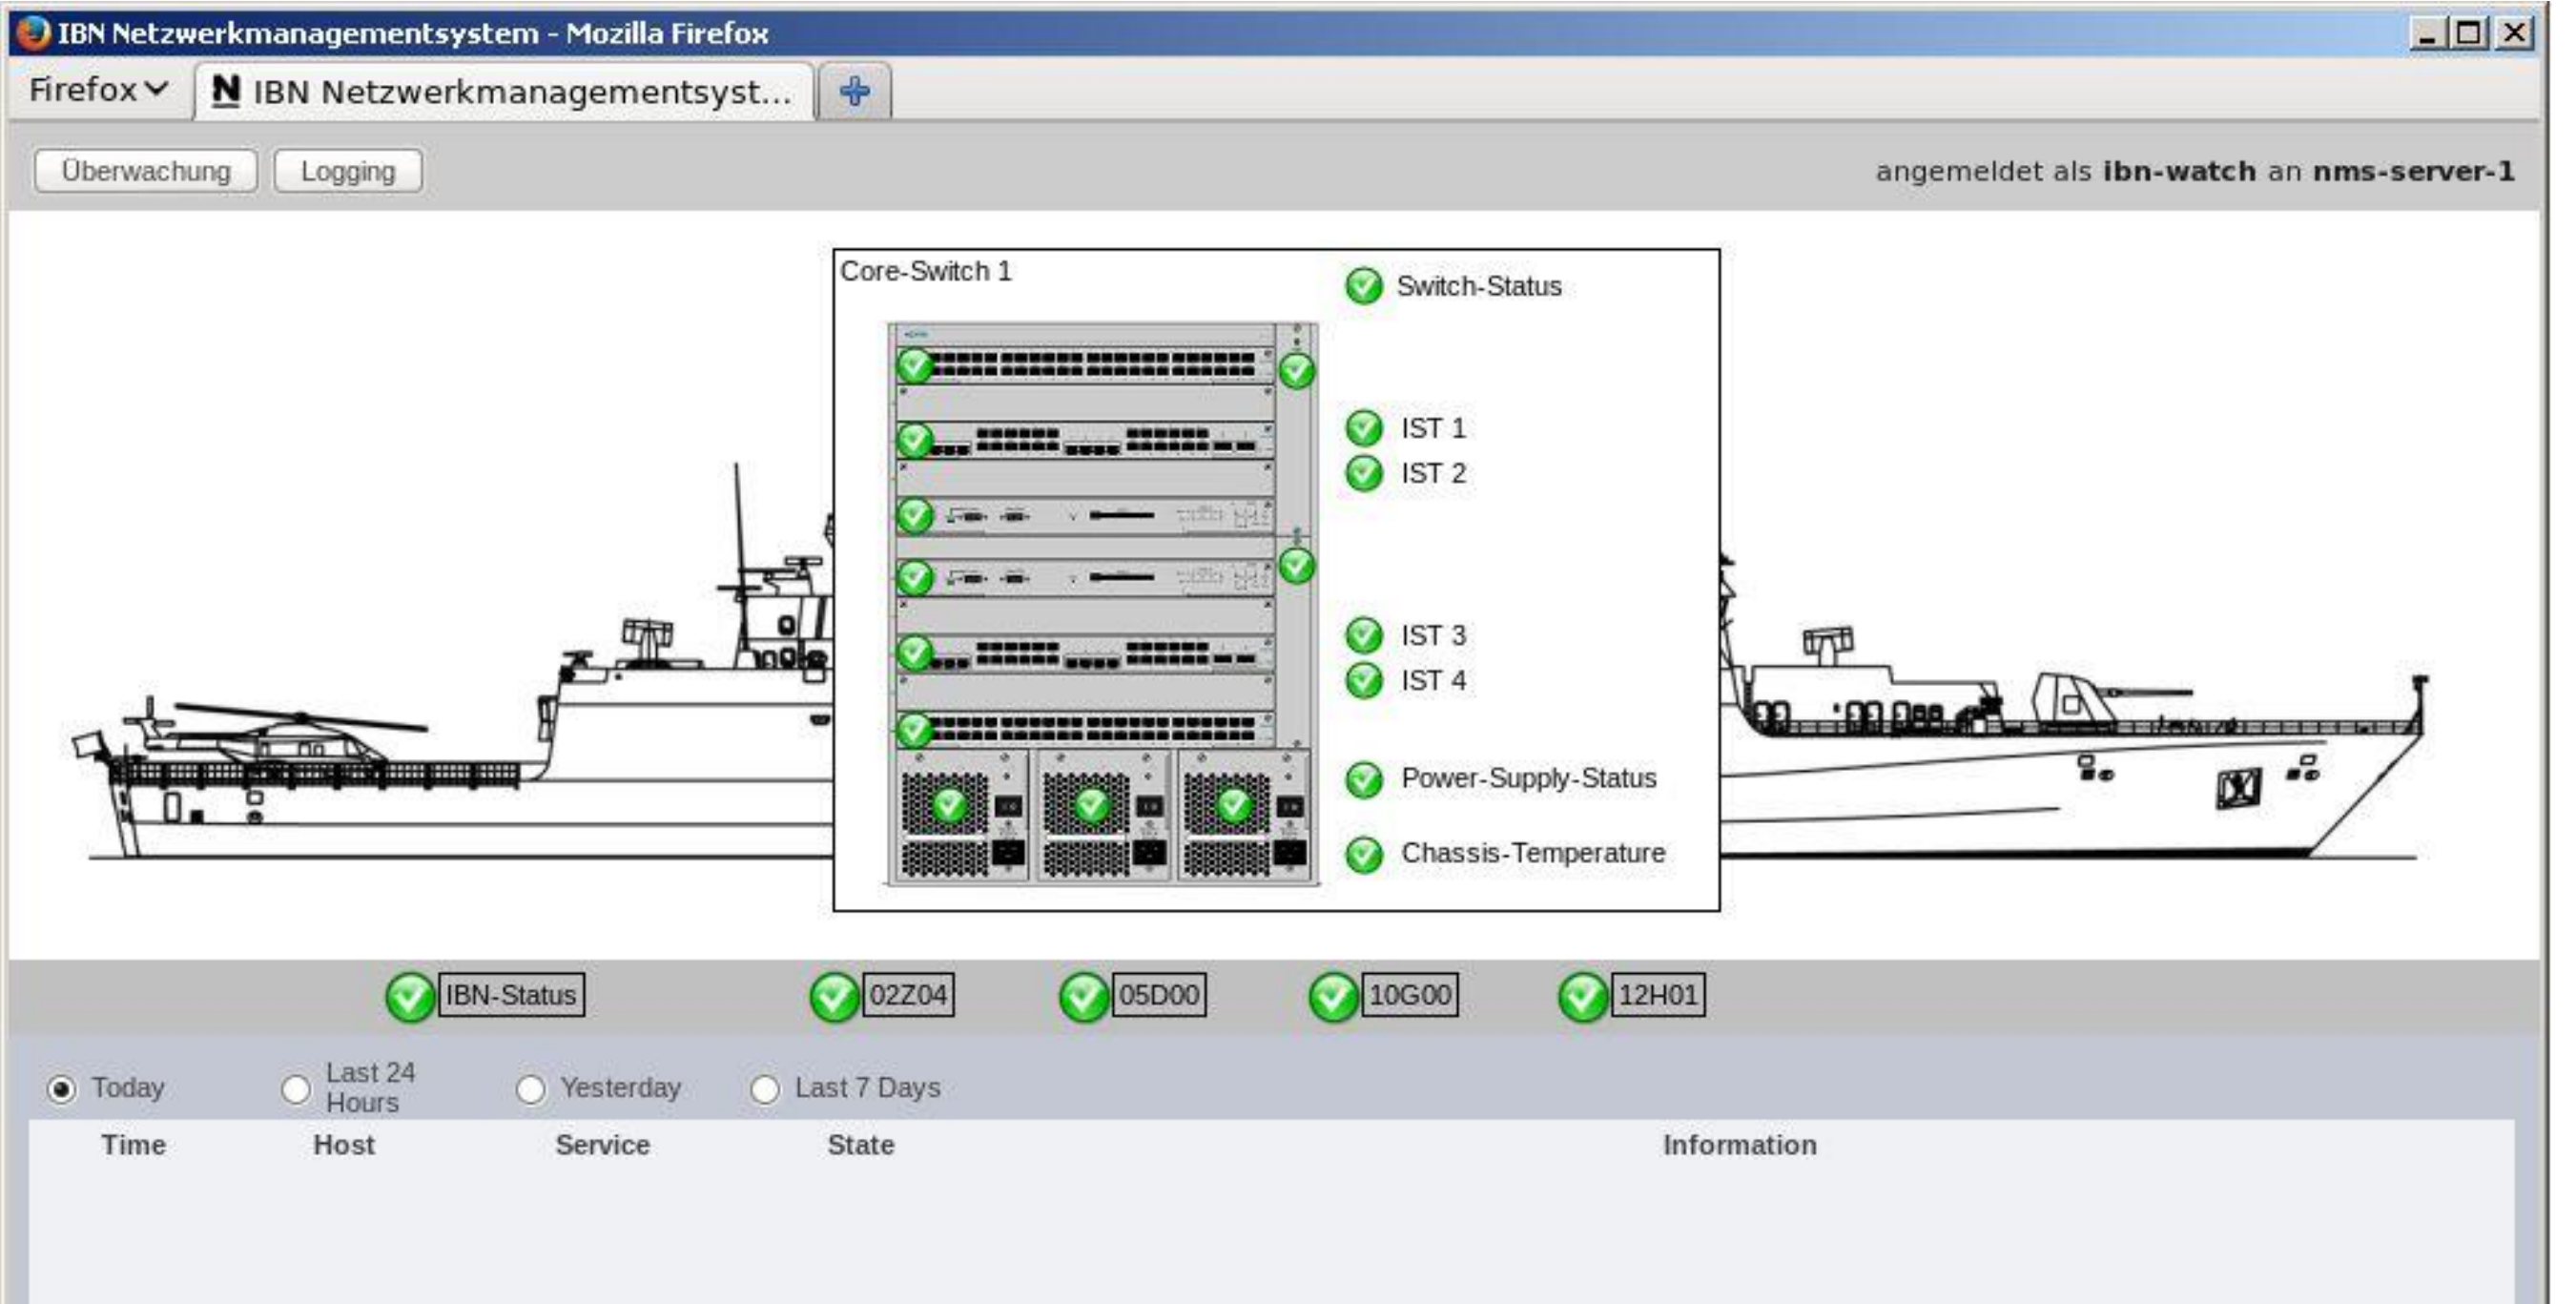 IBN Netzwerkmanagementsystem - Mozilla Firefox
Firefox
N IBN Netzwerkmanagementsyst...
Überwachung Logging angemeldet als ibn-watch an nms-server-1
Core-Switch 1
Switch-Status
IST 1
IST 2
IST 3
IST 4
Power-Supply-Status
Chassis-Temperature
IBN-Status 02Z04 05D00 10G00 12H01
Today Last 24 Hours Yesterday Last 7 Days
Time Host Service State Information